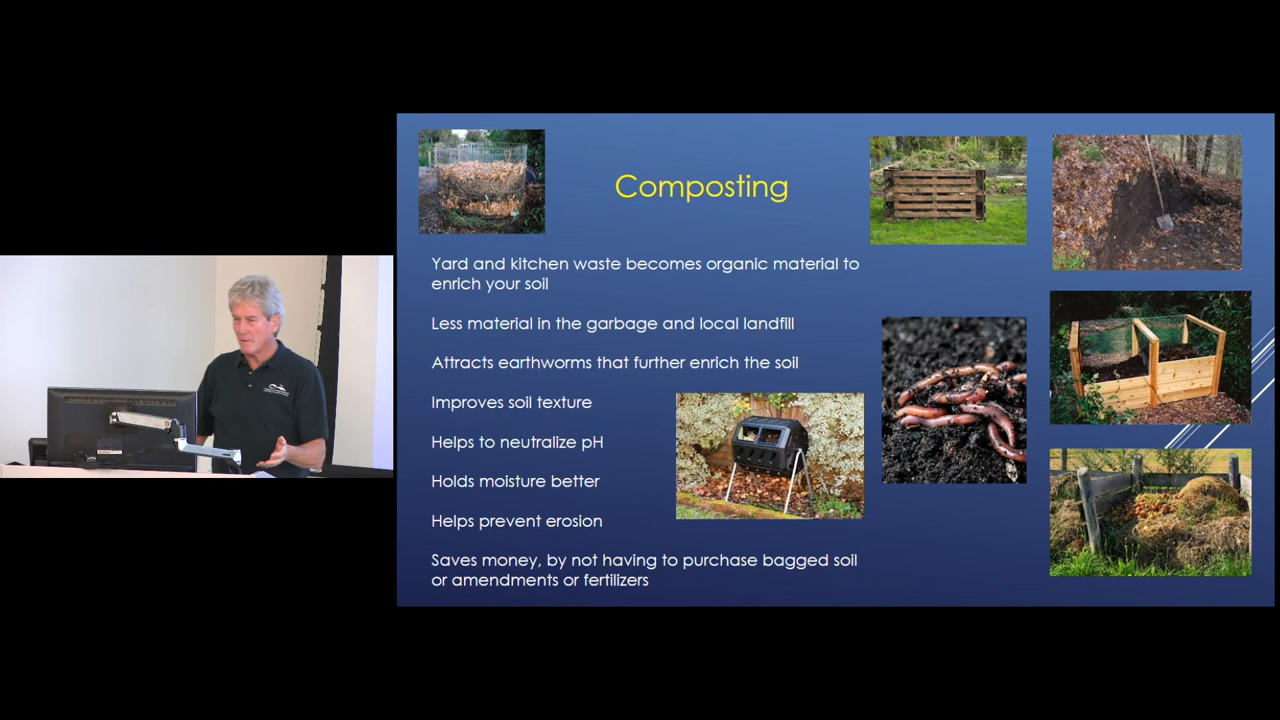 Composting
Yard and kitchen waste becomes organic material to
enrich your soil
Less material in the garbage and local landfill
Attracts earthworms that further enrich the soil
Improves soil texture
Helps to neutralize pH
Holds moisture better
Helps prevent erosion
Saves money, by not having to purchase bagged soil
or amendments or fertilizers